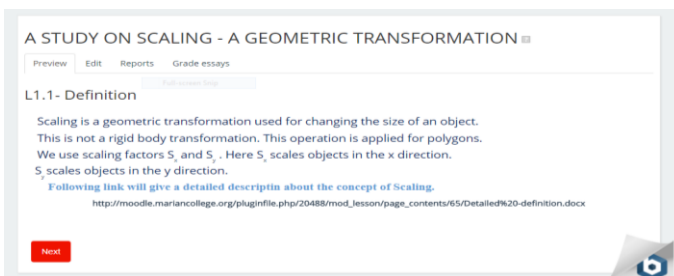 A STUDY ON SCALING - A GEOMETRIC TRANSFORMATION
Preview Edit Reports Grade essays
Full-screen Snip
L1.1- Definition
Scaling is a geometric transformation used for changing the size of an object.
This is not a rigid body transformation. This operation is applied for polygons.
We use scaling factors Sx and Sy . Here Sx scales objects in the x direction.
Sy scales objects in the y direction.
Following link will give a detailed descriptin about the concept of Scaling.
http://moodle.mariancollege.org/pluginfile.php/20488/mod_lesson/page_contents/65/Detailed%20-definition.docx
Next